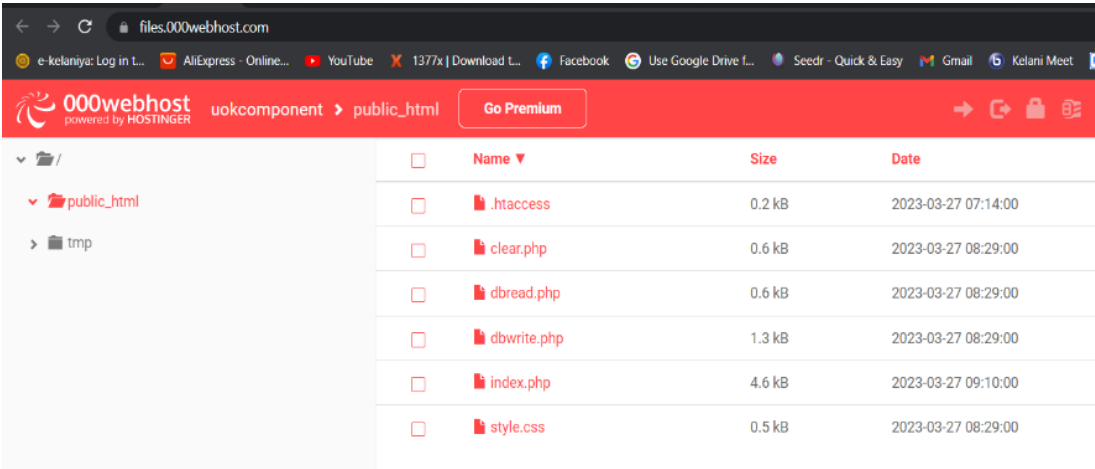 files.000webhost.com
e-kelaniya: Log in t... AliExpress - Online... YouTube 1377x | Download t... Facebook Use Google Drive f... Seedr - Quick & Easy Gmail Kelani Meet
000webhost
powered by HOSTINGER
uokcomponent > public_html Go Premium
/ Name ▼ Size Date
public_html .htaccess 0.2 kB 2023-03-27 07:14:00
tmp clear.php 0.6 kB 2023-03-27 08:29:00
dbread.php 0.6 kB 2023-03-27 08:29:00
dbwrite.php 1.3 kB 2023-03-27 08:29:00
index.php 4.6 kB 2023-03-27 09:10:00
style.css 0.5 kB 2023-03-27 08:29:00